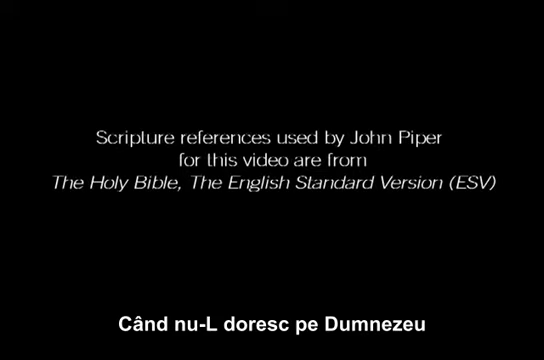 Scripture references used by John Piper
for this video are from
The Holy Bible, The English Standard Version (ESV)
Când nu-L doresc pe Dumnezeu